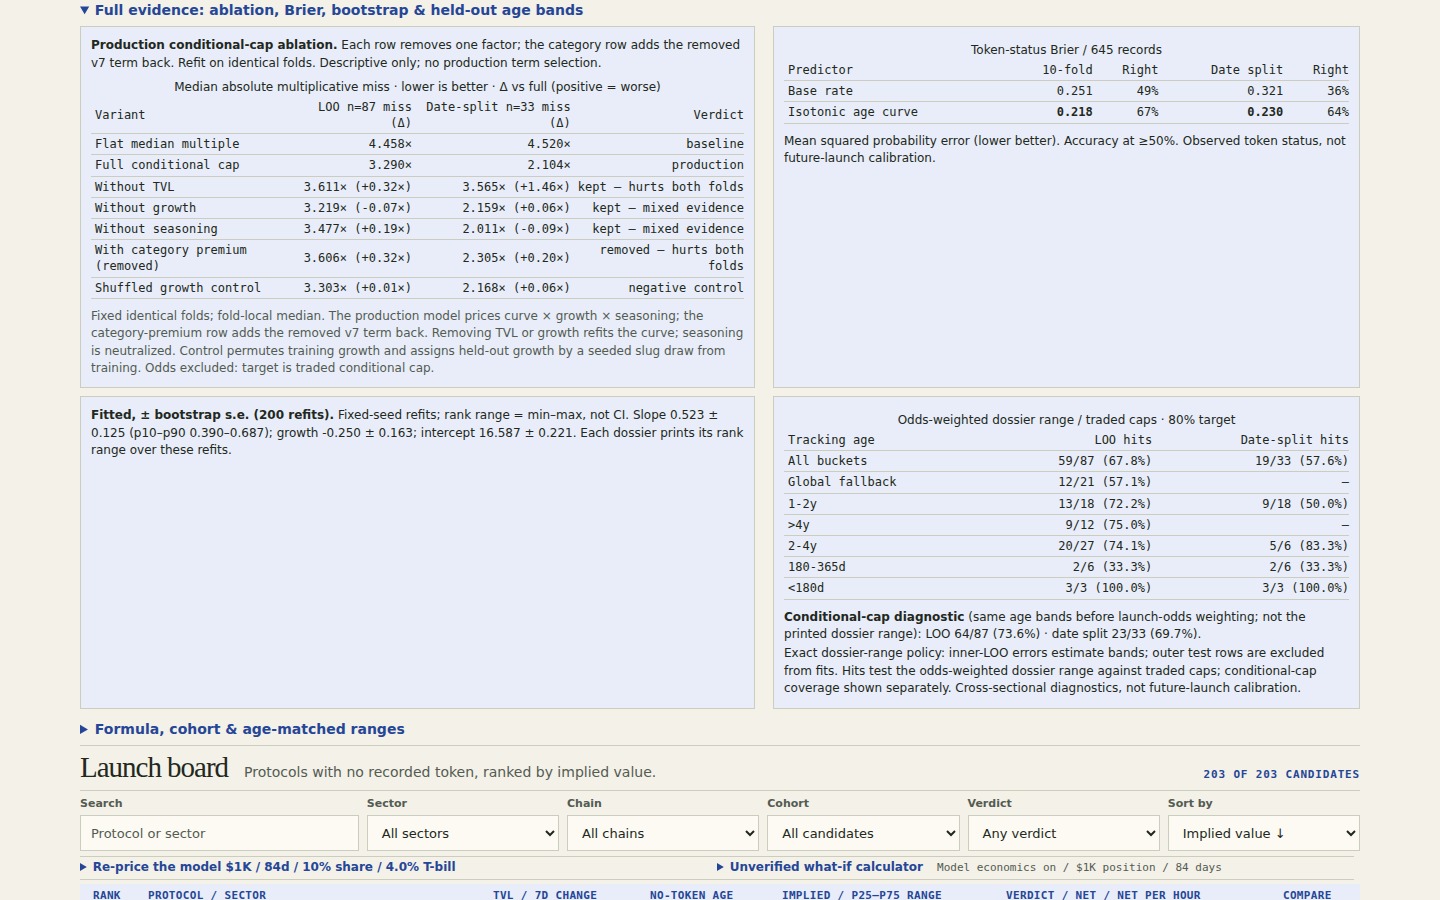 ▼ Full evidence: ablation, Brier, bootstrap & held-out age bands
Production conditional-cap ablation. Each row removes one factor; the category row adds the removed
v7 term back. Refit on identical folds. Descriptive only; no production term selection.
Median absolute multiplicative miss · lower is better · Δ vs full (positive = worse)
Variant LOO n=87 miss (Δ) Date-split n=33 miss (Δ) Verdict
Flat median multiple 4.458× 4.520× baseline
Full conditional cap 3.290× 2.104× production
Without TVL 3.611× (+0.32×) 3.565× (+1.46×) kept — hurts both folds
Without growth 3.219× (-0.07×) 2.159× (+0.06×) kept — mixed evidence
Without seasoning 3.477× (+0.19×) 2.011× (-0.09×) kept — mixed evidence
With category premium (removed) 3.606× (+0.32×) 2.305× (+0.20×) removed — hurts both folds
Shuffled growth control 3.303× (+0.01×) 2.168× (+0.06×) negative control
Fixed identical folds; fold-local median. The production model prices curve × growth × seasoning; the
category-premium row adds the removed v7 term back. Removing TVL or growth refits the curve; seasoning
is neutralized. Control permutes training growth and assigns held-out growth by a seeded slug draw from
training. Odds excluded: target is traded conditional cap.
Token-status Brier / 645 records
Predictor 10-fold Right Date split Right
Base rate 0.251 49% 0.321 36%
Isotonic age curve 0.218 67% 0.230 64%
Mean squared probability error (lower better). Accuracy at ≥50%. Observed token status, not
future-launch calibration.
Fitted, ± bootstrap s.e. (200 refits). Fixed-seed refits; rank range = min–max, not CI. Slope 0.523 ±
0.125 (p10–p90 0.390–0.687); growth -0.250 ± 0.163; intercept 16.587 ± 0.221. Each dossier prints its rank
range over these refits.
Odds-weighted dossier range / traded caps · 80% target
Tracking age LOO hits Date-split hits
All buckets 59/87 (67.8%) 19/33 (57.6%)
Global fallback 12/21 (57.1%) —
1-2y 13/18 (72.2%) 9/18 (50.0%)
>4y 9/12 (75.0%) —
2-4y 20/27 (74.1%) 5/6 (83.3%)
180-365d 2/6 (33.3%) 2/6 (33.3%)
<180d 3/3 (100.0%) 3/3 (100.0%)
Conditional-cap diagnostic (same age bands before launch-odds weighting; not the
printed dossier range): LOO 64/87 (73.6%) · date split 23/33 (69.7%).
Exact dossier-range policy: inner-LOO errors estimate bands; outer test rows are excluded
from fits. Hits test the odds-weighted dossier range against traded caps; conditional-cap
coverage shown separately. Cross-sectional diagnostics, not future-launch calibration.
▶ Formula, cohort & age-matched ranges
Launch board Protocols with no recorded token, ranked by implied value. 203 OF 203 CANDIDATES
Search Sector Chain Cohort Verdict Sort by
Protocol or sector All sectors All chains All candidates Any verdict Implied value ↓
▶ Re-price the model $1K / 84d / 10% share / 4.0% T-bill ▶ Unverified what-if calculator Model economics on / $1K position / 84 days
RANK PROTOCOL / SECTOR TVL / 7D CHANGE NO-TOKEN AGE IMPLIED / P25–P75 RANGE VERDICT / NET / NET PER HOUR COMPARE